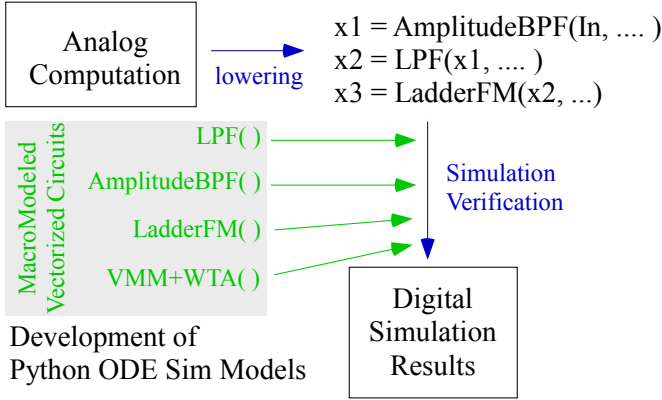 Analog
Computation
lowering
x1 = AmplitudeBPF(In, .... )
x2 = LPF(x1, .... )
x3 = LadderFM(x2, ...)
MacroModeled
Vectorized Circuits
LPF( )
AmplitudeBPF( )
LadderFM( )
VMM+WTA( )
Simulation
Verification
Development of
Python ODE Sim Models
Digital
Simulation
Results